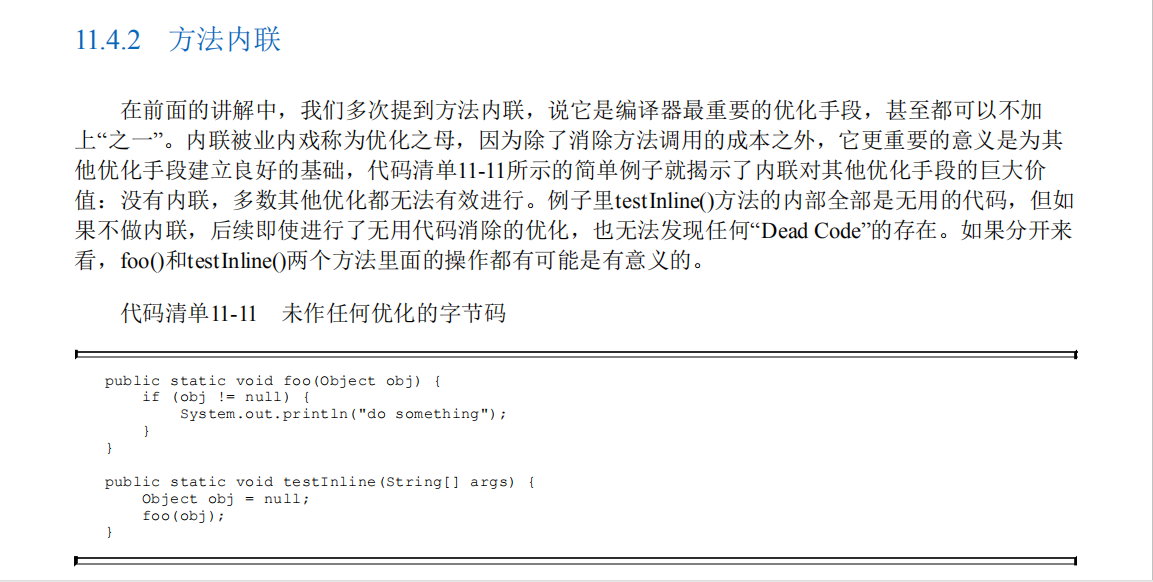 11.4.2 方法内联
在前面的讲解中，我们多次提到方法内联，说它是编译器最重要的优化手段，甚至都可以不加
上“之一”。内联被业内戏称为优化之母，因为除了消除方法调用的成本之外，它更重要的意义是为其
他优化手段建立良好的基础，代码清单11-11所示的简单例子就揭示了内联对其他优化手段的巨大价
值：没有内联，多数其他优化都无法有效进行。例子里testInline()方法的内部全部是无用的代码，但如
果不做内联，后续即使进行了无用代码消除的优化，也无法发现任何“Dead Code”的存在。如果分开来
看，foo()和testInline()两个方法里面的操作都有可能是有意义的。
代码清单11-11 未作任何优化的字节码
public static void foo(Object obj) {
    if (obj != null) {
        System.out.println("do something");
    }
}
public static void testInline(String[] args) {
    Object obj = null;
    foo(obj);
}